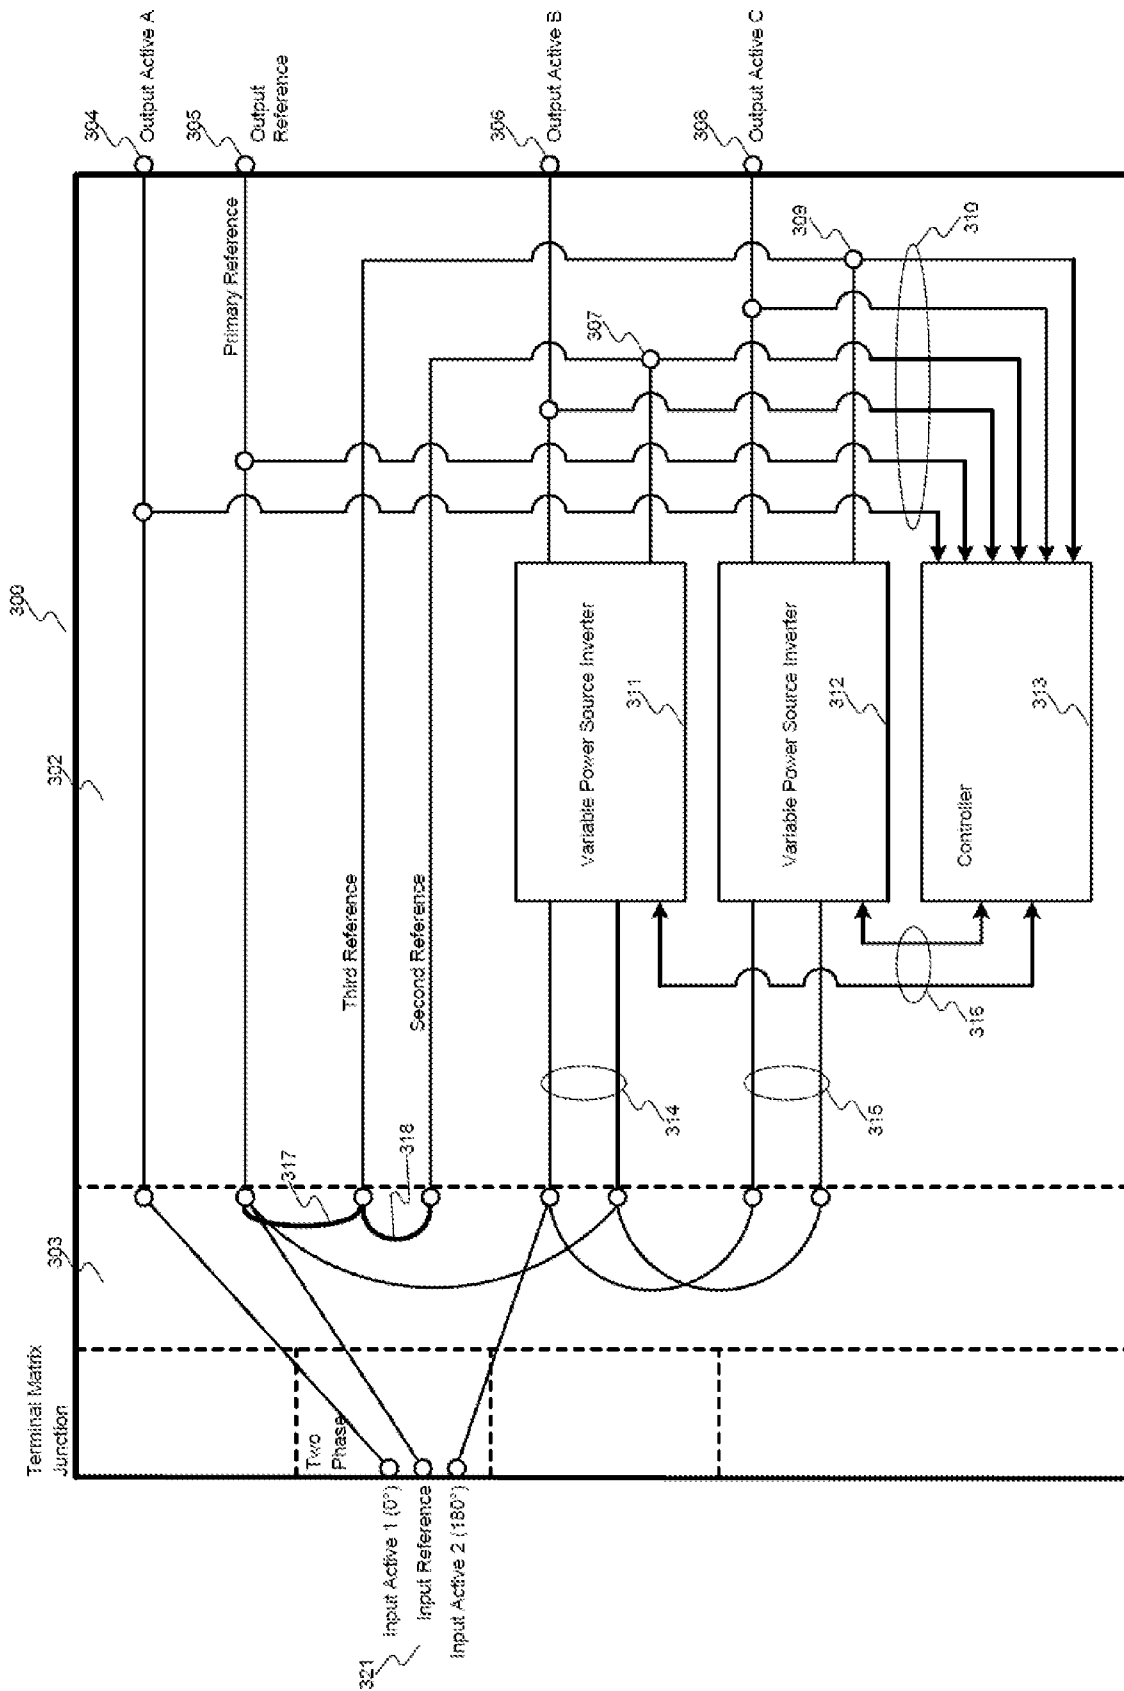 300
302
303
Terminal Matrix
Junction
304
Output Active A
305
Output
Reference
Primary Reference
Third Reference
Second Reference
317
318
306
Output Active B
307
308
Output Active C
309
310
Variable Power Source Inverter
311
Variable Power Source Inverter
312
Controller
313
314
315
316
Two
Phase
Input Active 1 (0°)
Input Reference
Input Active 2 (180°)
321